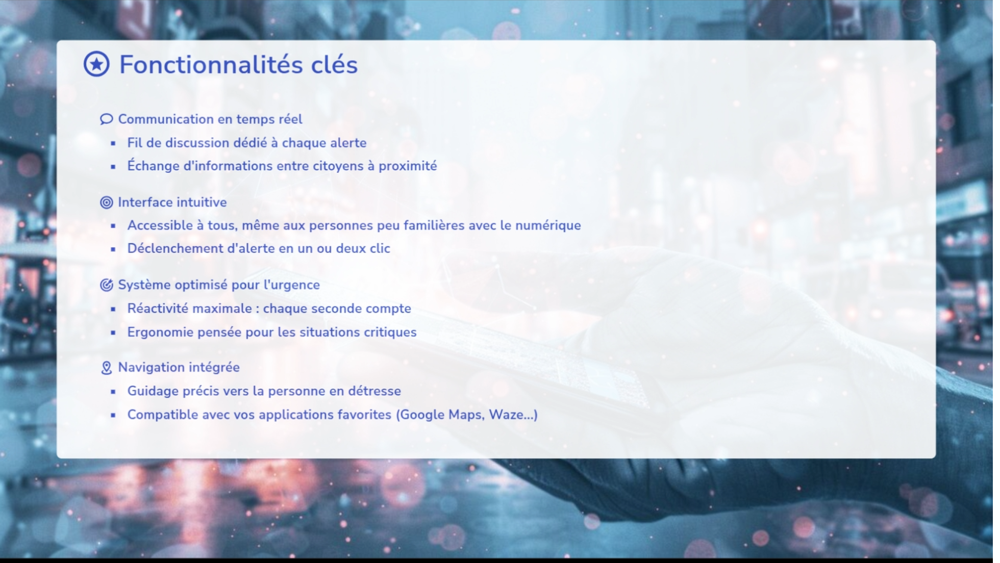 Fonctionnalités clés
Communication en temps réel
▪ Fil de discussion dédié à chaque alerte
▪ Échange d'informations entre citoyens à proximité
Interface intuitive
▪ Accessible à tous, même aux personnes peu familières avec le numérique
▪ Déclenchement d'alerte en un ou deux clic
Système optimisé pour l'urgence
▪ Réactivité maximale : chaque seconde compte
▪ Ergonomie pensée pour les situations critiques
Navigation intégrée
▪ Guidage précis vers la personne en détresse
▪ Compatible avec vos applications favorites (Google Maps, Waze...)